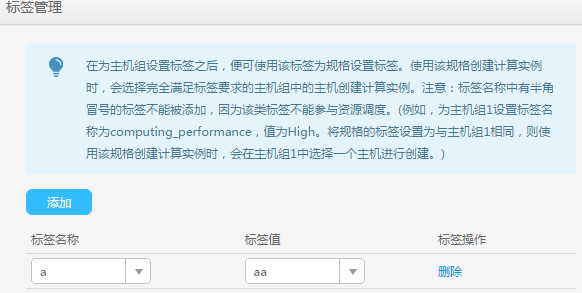 标签管理
在为主机组设置标签之后，便可使用该标签为规格设置标签。使用该规格创建计算实例
时，会选择完全满足标签要求的主机组中的主机创建计算实例。注意：标签名称中有半角
冒号的标签不能被添加，因为该类标签不能参与资源调度。(例如，为主机组1设置标签名
称为computing_performance，值为High。将规格的标签设置为与主机组1相同，则使
用该规格创建计算实例时，会在主机组1中选择一个主机进行创建。)
添加
标签名称 标签值 标签操作
a aa 删除